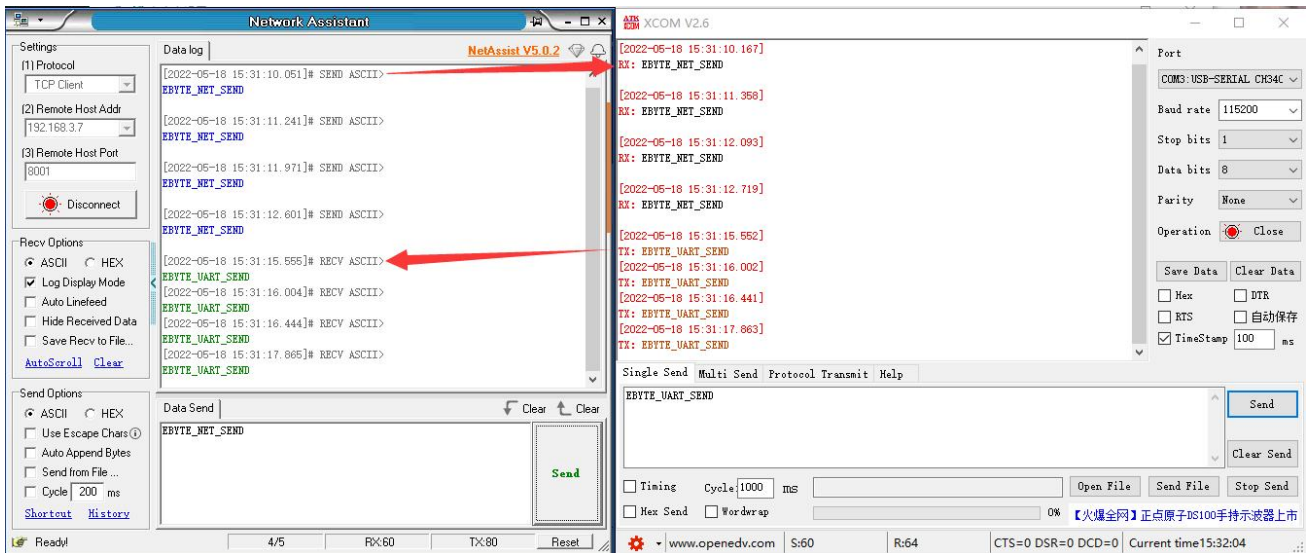 Network Assistant
Settings
(1) Protocol
TCP Client
(2) Remote Host Addr
192.168.3.7
(3) Remote Host Port
8001
Disconnect
Recv Options
ASCII HEX
Log Display Mode
Auto Linefeed
Hide Received Data
Save Recv to File...
AutoScroll Clear
Send Options
ASCII HEX
Use Escape Chars
Auto Append Bytes
Send from File ...
Cycle 200 ms
Shortcut History
Data log NetAssist V5.0.2
[2022-05-18 15:31:10.051]# SEND ASCII>
EBYTE_NET_SEND
[2022-05-18 15:31:11.241]# SEND ASCII>
EBYTE_NET_SEND
[2022-05-18 15:31:11.971]# SEND ASCII>
EBYTE_NET_SEND
[2022-05-18 15:31:12.601]# SEND ASCII>
EBYTE_NET_SEND
[2022-05-18 15:31:15.555]# RECV ASCII>
EBYTE_UART_SEND
[2022-05-18 15:31:16.004]# RECV ASCII>
EBYTE_UART_SEND
[2022-05-18 15:31:16.444]# RECV ASCII>
EBYTE_UART_SEND
[2022-05-18 15:31:17.865]# RECV ASCII>
EBYTE_UART_SEND
Data Send Clear Clear
EBYTE_NET_SEND
Send
Ready! 4/5 RX:60 TX:80 Reset
ATK XCOM XCOM V2.6
[2022-05-18 15:31:10.167]
RX: EBYTE_NET_SEND
[2022-05-18 15:31:11.358]
RX: EBYTE_NET_SEND
[2022-05-18 15:31:12.093]
RX: EBYTE_NET_SEND
[2022-05-18 15:31:12.719]
RX: EBYTE_NET_SEND
[2022-05-18 15:31:15.552]
TX: EBYTE_UART_SEND
[2022-05-18 15:31:16.002]
TX: EBYTE_UART_SEND
[2022-05-18 15:31:16.441]
TX: EBYTE_UART_SEND
[2022-05-18 15:31:17.863]
TX: EBYTE_UART_SEND
Port
COM3:USB-SERIAL CH34C
Baud rate 115200
Stop bits 1
Data bits 8
Parity None
Operation Close
Save Data Clear Data
Hex DTR
RTS 自动保存
TimeStamp 100 ms
Single Send Multi Send Protocol Transmit Help
EBYTE_UART_SEND
Send
Clear Send
Timing Cycle: 1000 ms Open File Send File Stop Send
Hex Send Wordwrap 0% 【火爆全网】正点原子DS100手持示波器上市
www.openedv.com S:60 R:64 CTS=0 DSR=0 DCD=0 Current time15:32:04